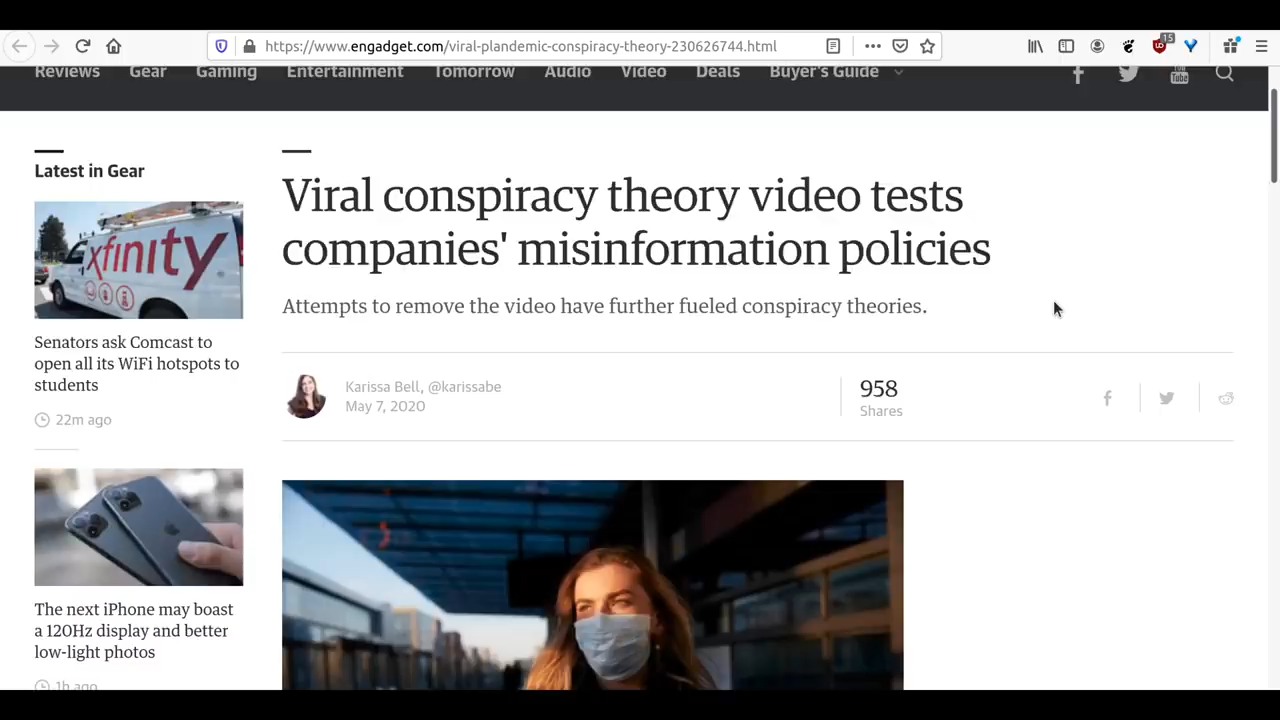 https://www.engadget.com/viral-plandemic-conspiracy-theory-230626744.html
15
Reviews Gear Gaming Entertainment Tomorrow Audio Video Deals Buyer's Guide
Latest in Gear
xfinity
Senators ask Comcast to
open all its WiFi hotspots to
students
22m ago
The next iPhone may boast
a 120Hz display and better
low-light photos
1h ago
Viral conspiracy theory video tests
companies' misinformation policies
Attempts to remove the video have further fueled conspiracy theories.
Karissa Bell, @karissabe
May 7, 2020
958
Shares